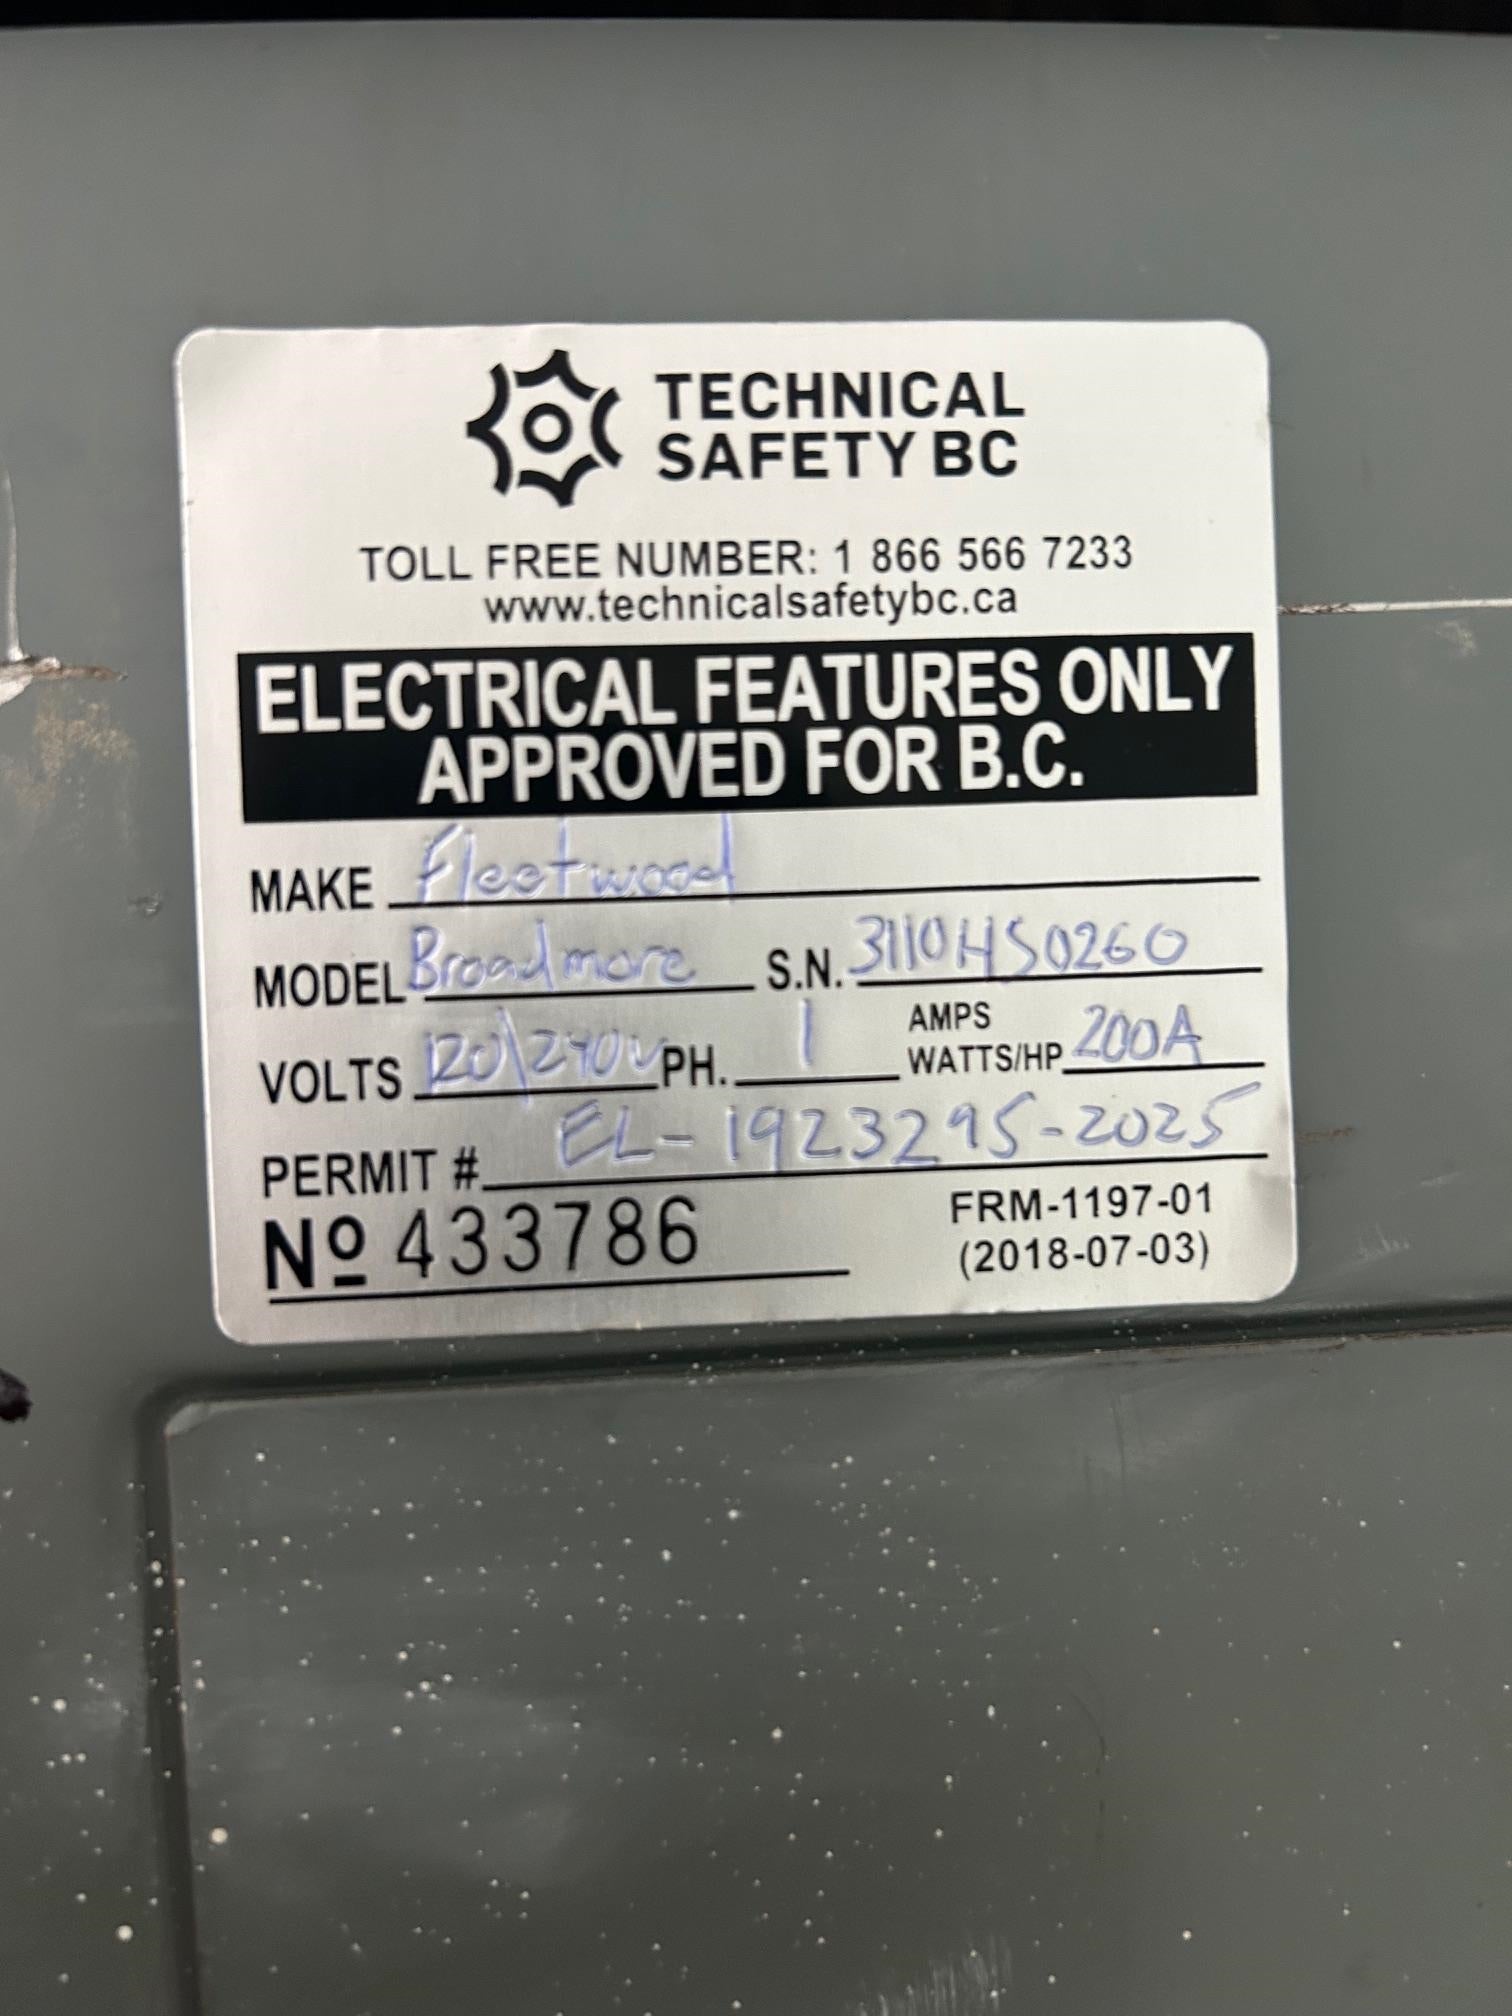 TECHNICAL
SAFETY BC
TOLL FREE NUMBER: 1 866 566 7233
www.technicalsafetybc.ca
ELECTRICAL FEATURES ONLY
APPROVED FOR B.C.
MAKE Fleetwood
MODEL Broadmore S.N. 3110HS0260
VOLTS 120\240V PH. 1 AMPS WATTS/HP 200A
PERMIT # EL-1923295-2025
Nº 433786 FRM-1197-01
(2018-07-03)